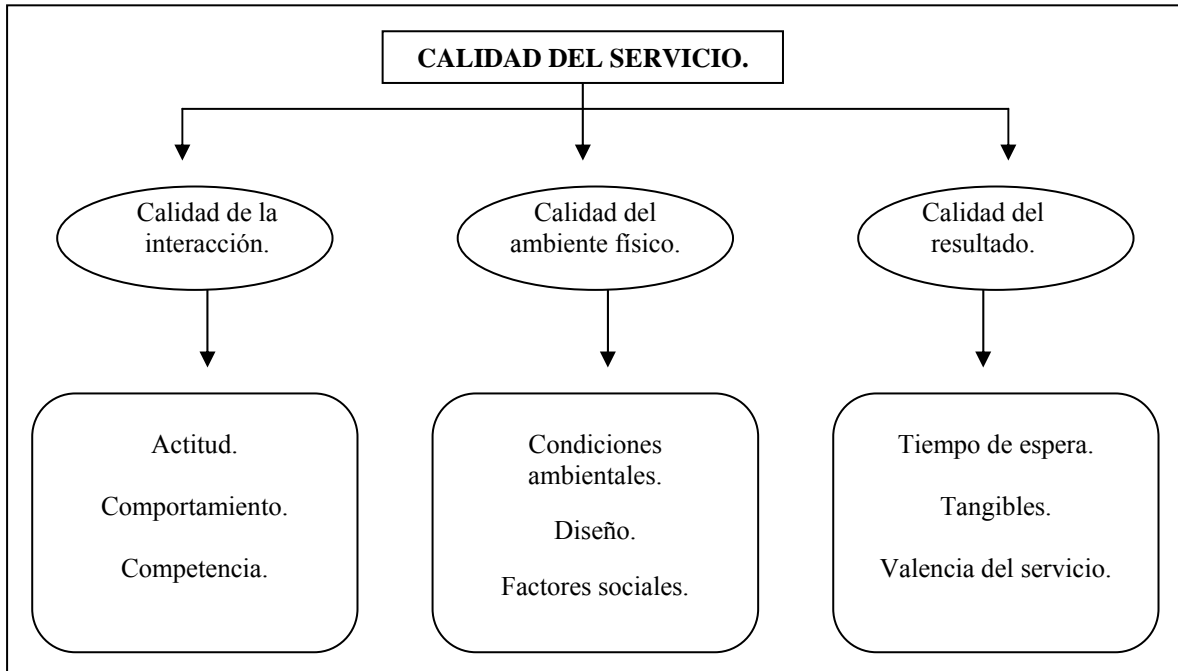 CALIDAD DEL SERVICIO.
Calidad de la
interacción.
Calidad del
ambiente físico.
Calidad del
resultado.
Actitud.
Comportamiento.
Competencia.
Condiciones
ambientales.
Diseño.
Factores sociales.
Tiempo de espera.
Tangibles.
Valencia del servicio.